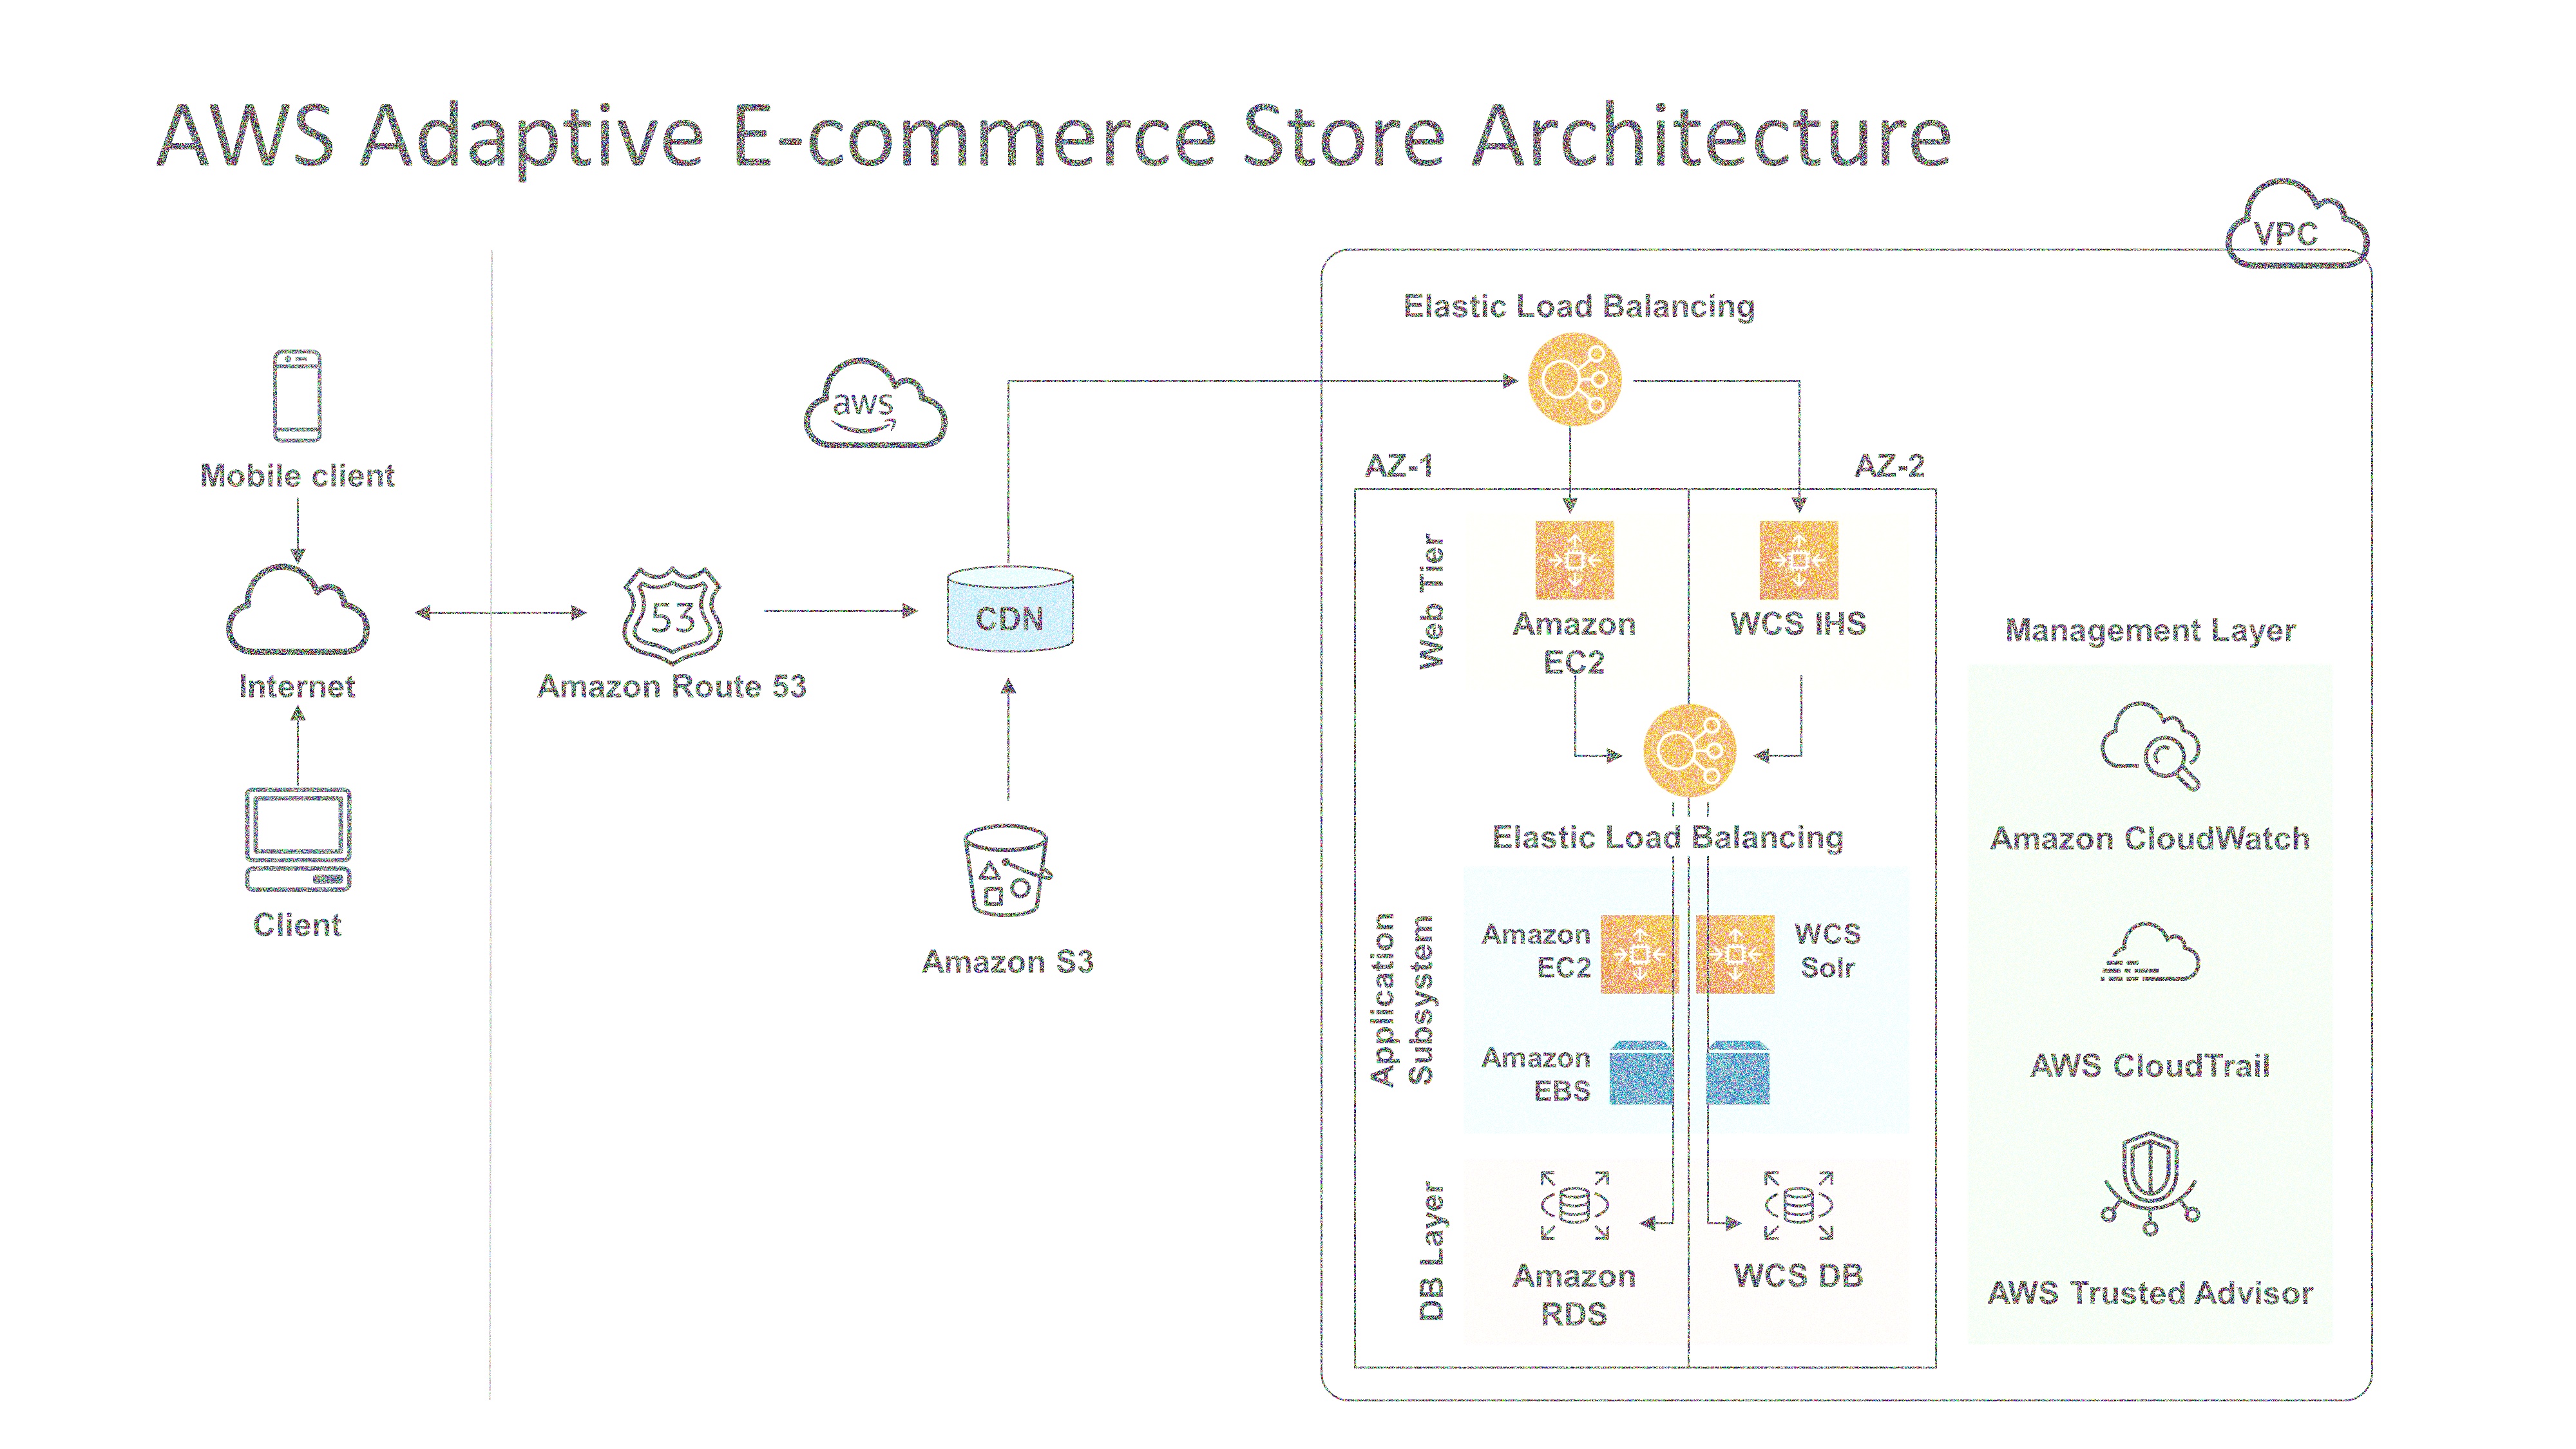 AWS Adaptive E-commerce Store Architecture
VPC
Elastic Load Balancing
aws
Mobile client
AZ-1
AZ-2
Internet
53
Amazon Route 53
CDN
Web Tier
Amazon
EC2
WCS IHS
Management Layer
Client
Amazon S3
Elastic Load Balancing
Amazon CloudWatch
Application
Subsystem
Amazon
EC2
WCS
Solr
Amazon
EBS
AWS CloudTrail
DB Layer
Amazon
RDS
WCS DB
AWS Trusted Advisor